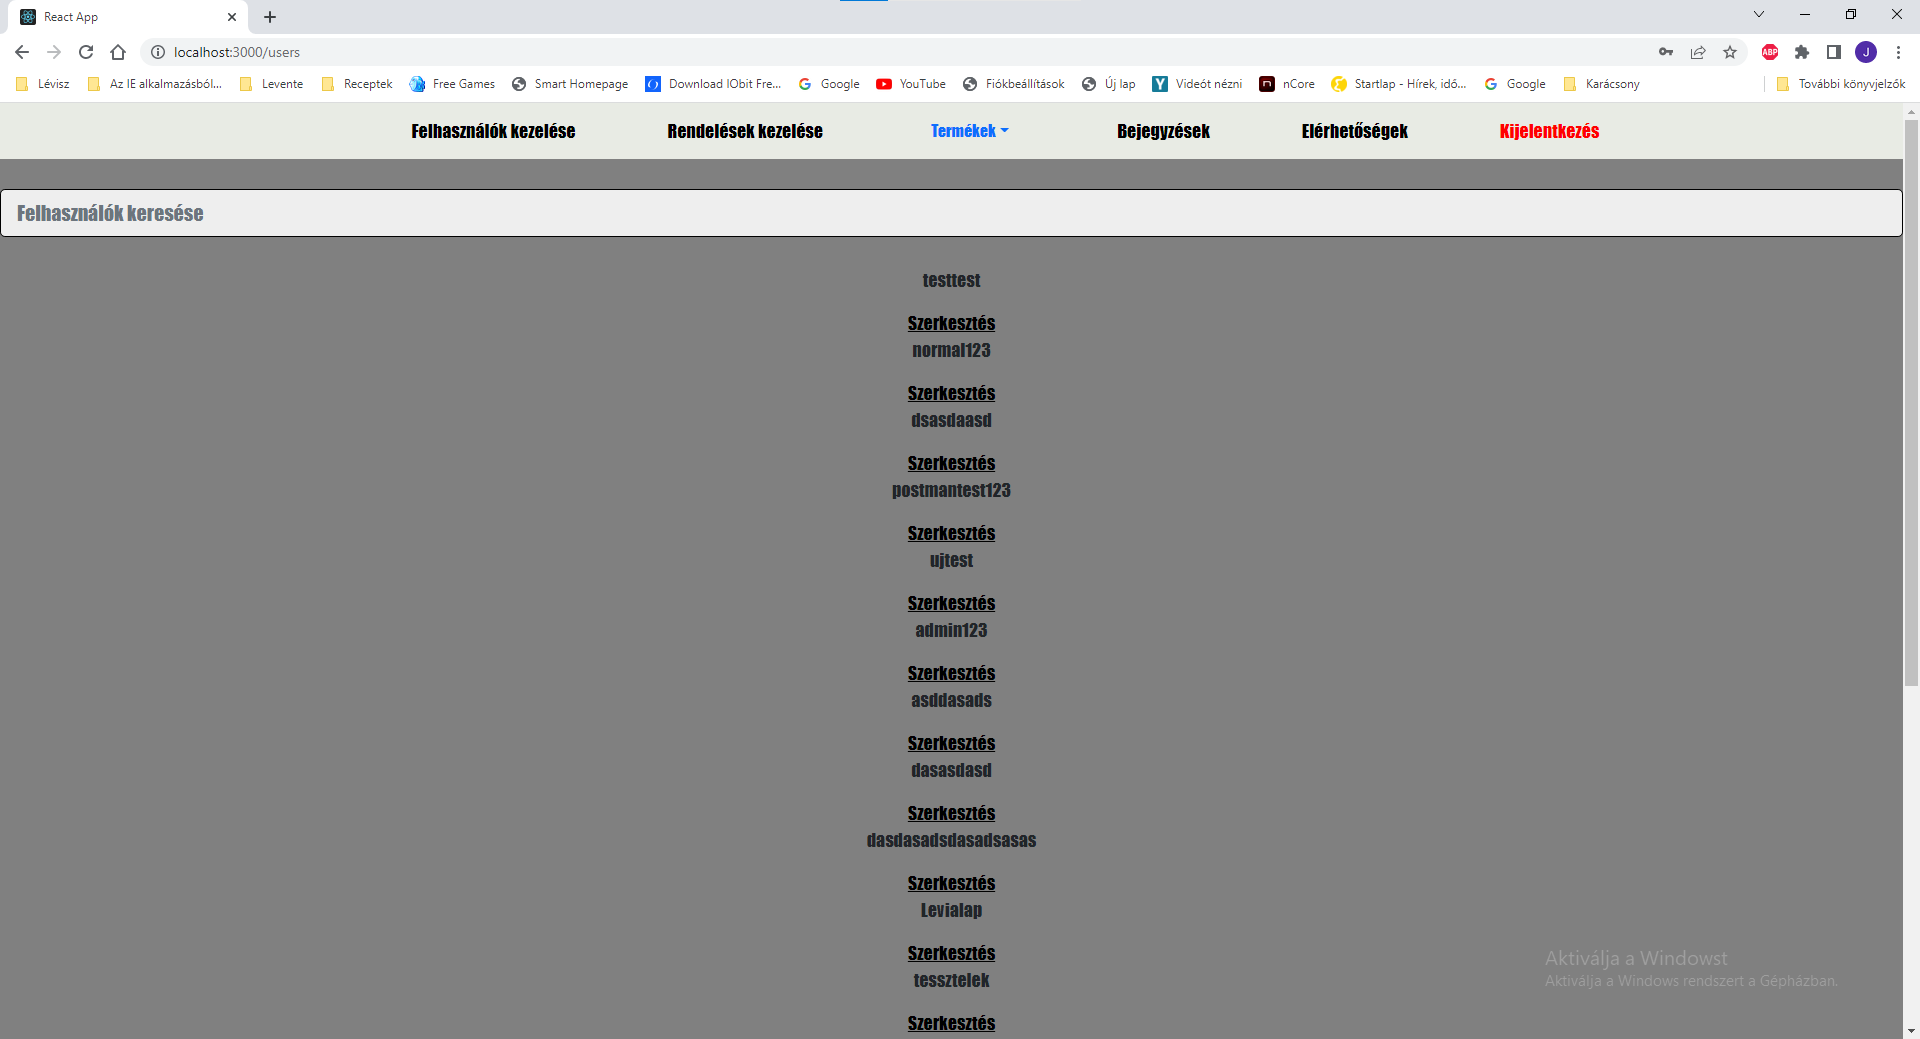 React App
localhost:3000/users
ABP
J
Lévisz
Az IE alkalmazásból...
Levente
Receptek
Free Games
Smart Homepage
Download IObit Fre...
Google
YouTube
Fiókbeállítások
Új lap
Videót nézni
nCore
Startlap - Hírek, idő...
Google
Karácsony
További könyvjelzők
Felhasználók kezelése
Rendelések kezelése
Termékek
Bejegyzések
Elérhetőségek
Kijelentkezés
Felhasználók keresése
testtest
Szerkesztés
normal123
Szerkesztés
dsasdaasd
Szerkesztés
postmantest123
Szerkesztés
ujtest
Szerkesztés
admin123
Szerkesztés
asddasads
Szerkesztés
dasasdasd
Szerkesztés
dasdasadsdasadsasas
Szerkesztés
Levialap
Szerkesztés
tessztelek
Szerkesztés
Aktiválja a Windowst
Aktiválja a Windows rendszert a Gépházban.